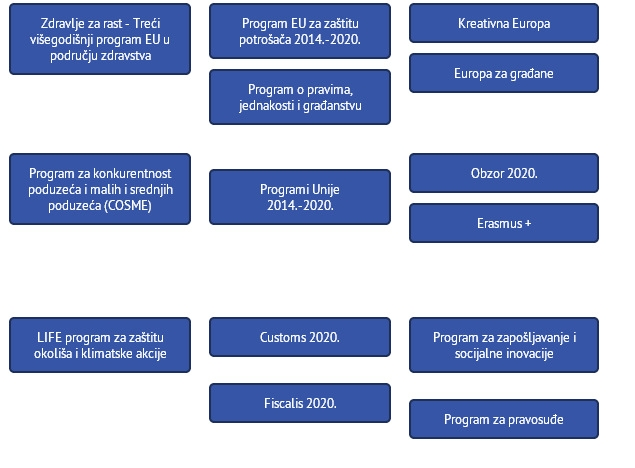 Zdravlje za rast - Treći
višegodišnji program EU u
području zdravstva
Program EU za zaštitu
potrošača 2014.-2020.
Program o pravima,
jednakosti i građanstvu
Kreativna Europa
Europa za građane
Program za konkurentnost
poduzeća i malih i srednjih
poduzeća (COSME)
Programi Unije
2014.-2020.
Obzor 2020.
Erasmus +
LIFE program za zaštitu
okoliša i klimatske akcije
Customs 2020.
Fiscalis 2020.
Program za zapošljavanje i
socijalne inovacije
Program za pravosuđe